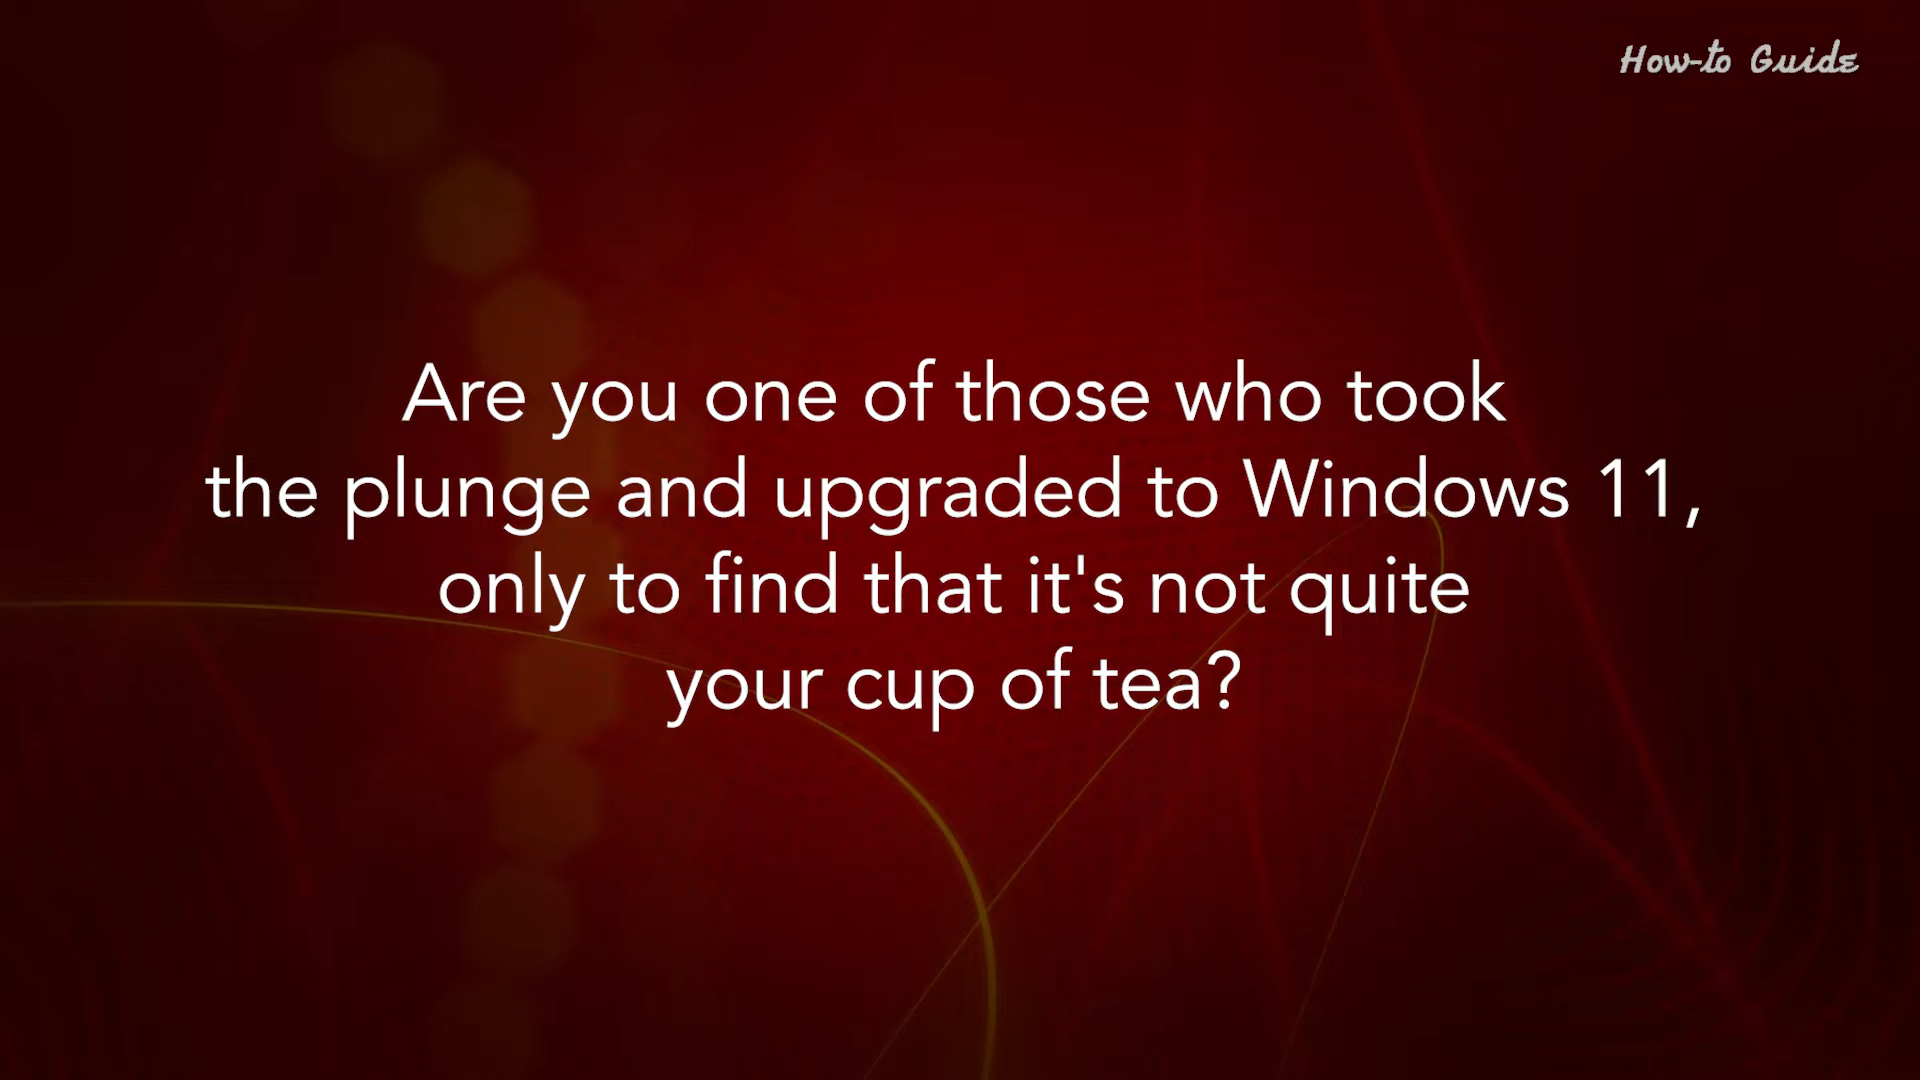 How-to Guide
Are you one of those who took
the plunge and upgraded to Windows 11,
only to find that it's not quite
your cup of tea?